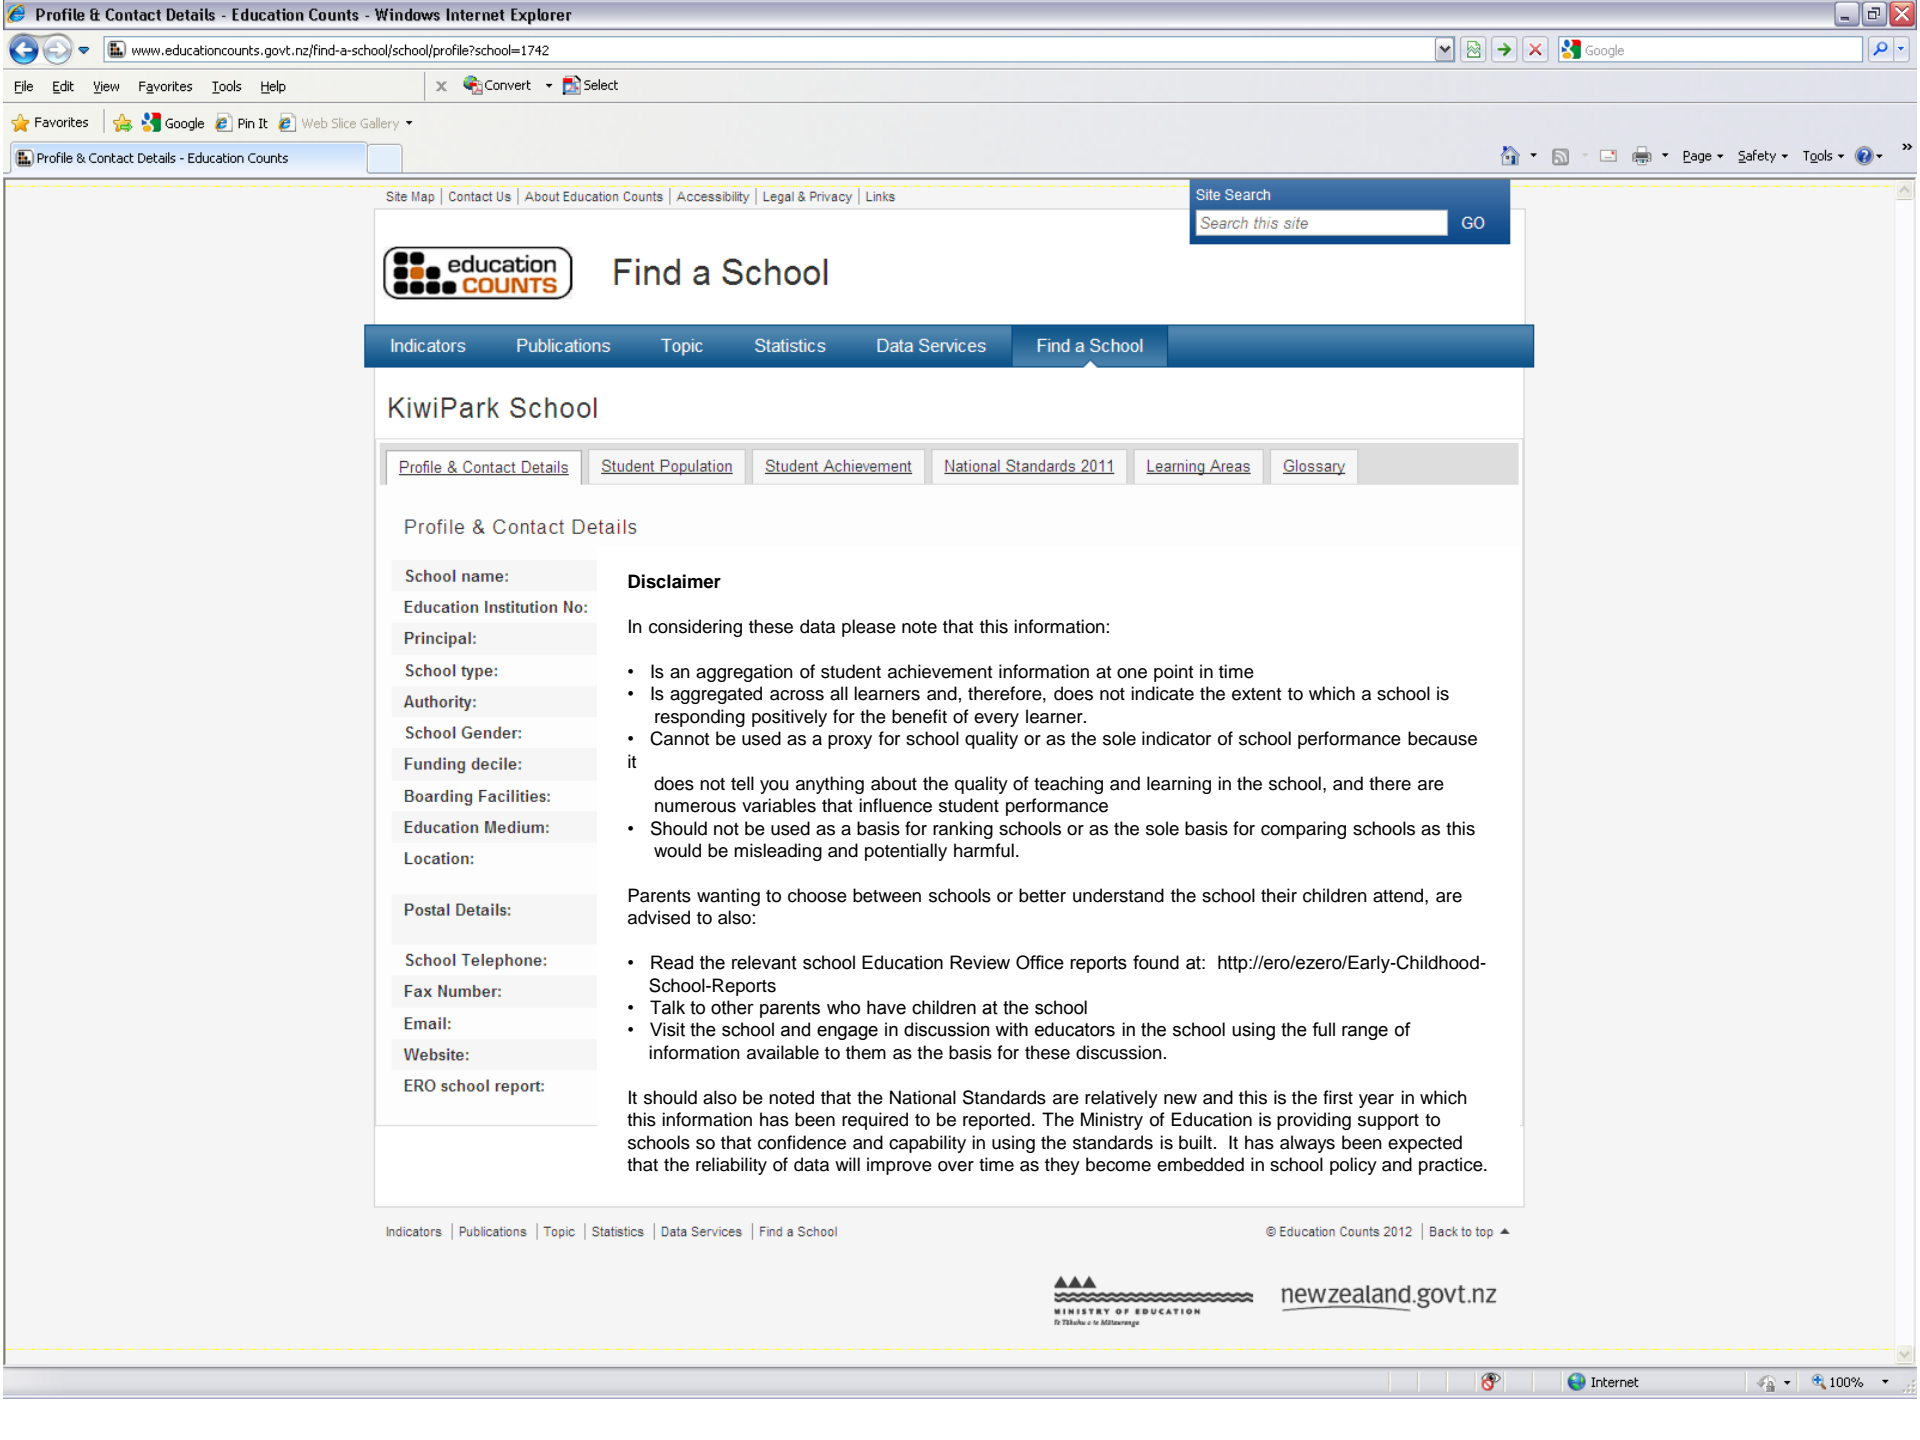 Profile & Contact Details - Education Counts - Windows Internet Explorer
www.educationcounts.govt.nz/find-a-school/school/profile?school=1742
Google
File Edit View Favorites Tools Help
x Convert Select
Favorites Google Pin It Web Slice Gallery
Profile & Contact Details - Education Counts
Page Safety Tools »
Site Map | Contact Us | About Education Counts | Accessibility | Legal & Privacy | Links
Site Search
Search this site GO
education
COUNTS
Find a School
Indicators Publications Topic Statistics Data Services Find a School
KiwiPark School
Profile & Contact Details Student Population Student Achievement National Standards 2011 Learning Areas Glossary
Profile & Contact Details
School name:
Education Institution No:
Principal:
School type:
Authority:
School Gender:
Funding decile:
Boarding Facilities:
Education Medium:
Location:
Postal Details:
School Telephone:
Fax Number:
Email:
Website:
ERO school report:
Disclaimer
In considering these data please note that this information:
• Is an aggregation of student achievement information at one point in time
• Is aggregated across all learners and, therefore, does not indicate the extent to which a school is
responding positively for the benefit of every learner.
• Cannot be used as a proxy for school quality or as the sole indicator of school performance because
it
does not tell you anything about the quality of teaching and learning in the school, and there are
numerous variables that influence student performance
• Should not be used as a basis for ranking schools or as the sole basis for comparing schools as this
would be misleading and potentially harmful.
Parents wanting to choose between schools or better understand the school their children attend, are
advised to also:
• Read the relevant school Education Review Office reports found at: http://ero/ezero/Early-Childhood-
School-Reports
• Talk to other parents who have children at the school
• Visit the school and engage in discussion with educators in the school using the full range of
information available to them as the basis for these discussion.
It should also be noted that the National Standards are relatively new and this is the first year in which
this information has been required to be reported. The Ministry of Education is providing support to
schools so that confidence and capability in using the standards is built. It has always been expected
that the reliability of data will improve over time as they become embedded in school policy and practice.
Indicators | Publications | Topic | Statistics | Data Services | Find a School
© Education Counts 2012 | Back to top
MINISTRY OF EDUCATION
Te Tāhuhu o te Mātauranga
newzealand.govt.nz
Internet
100%